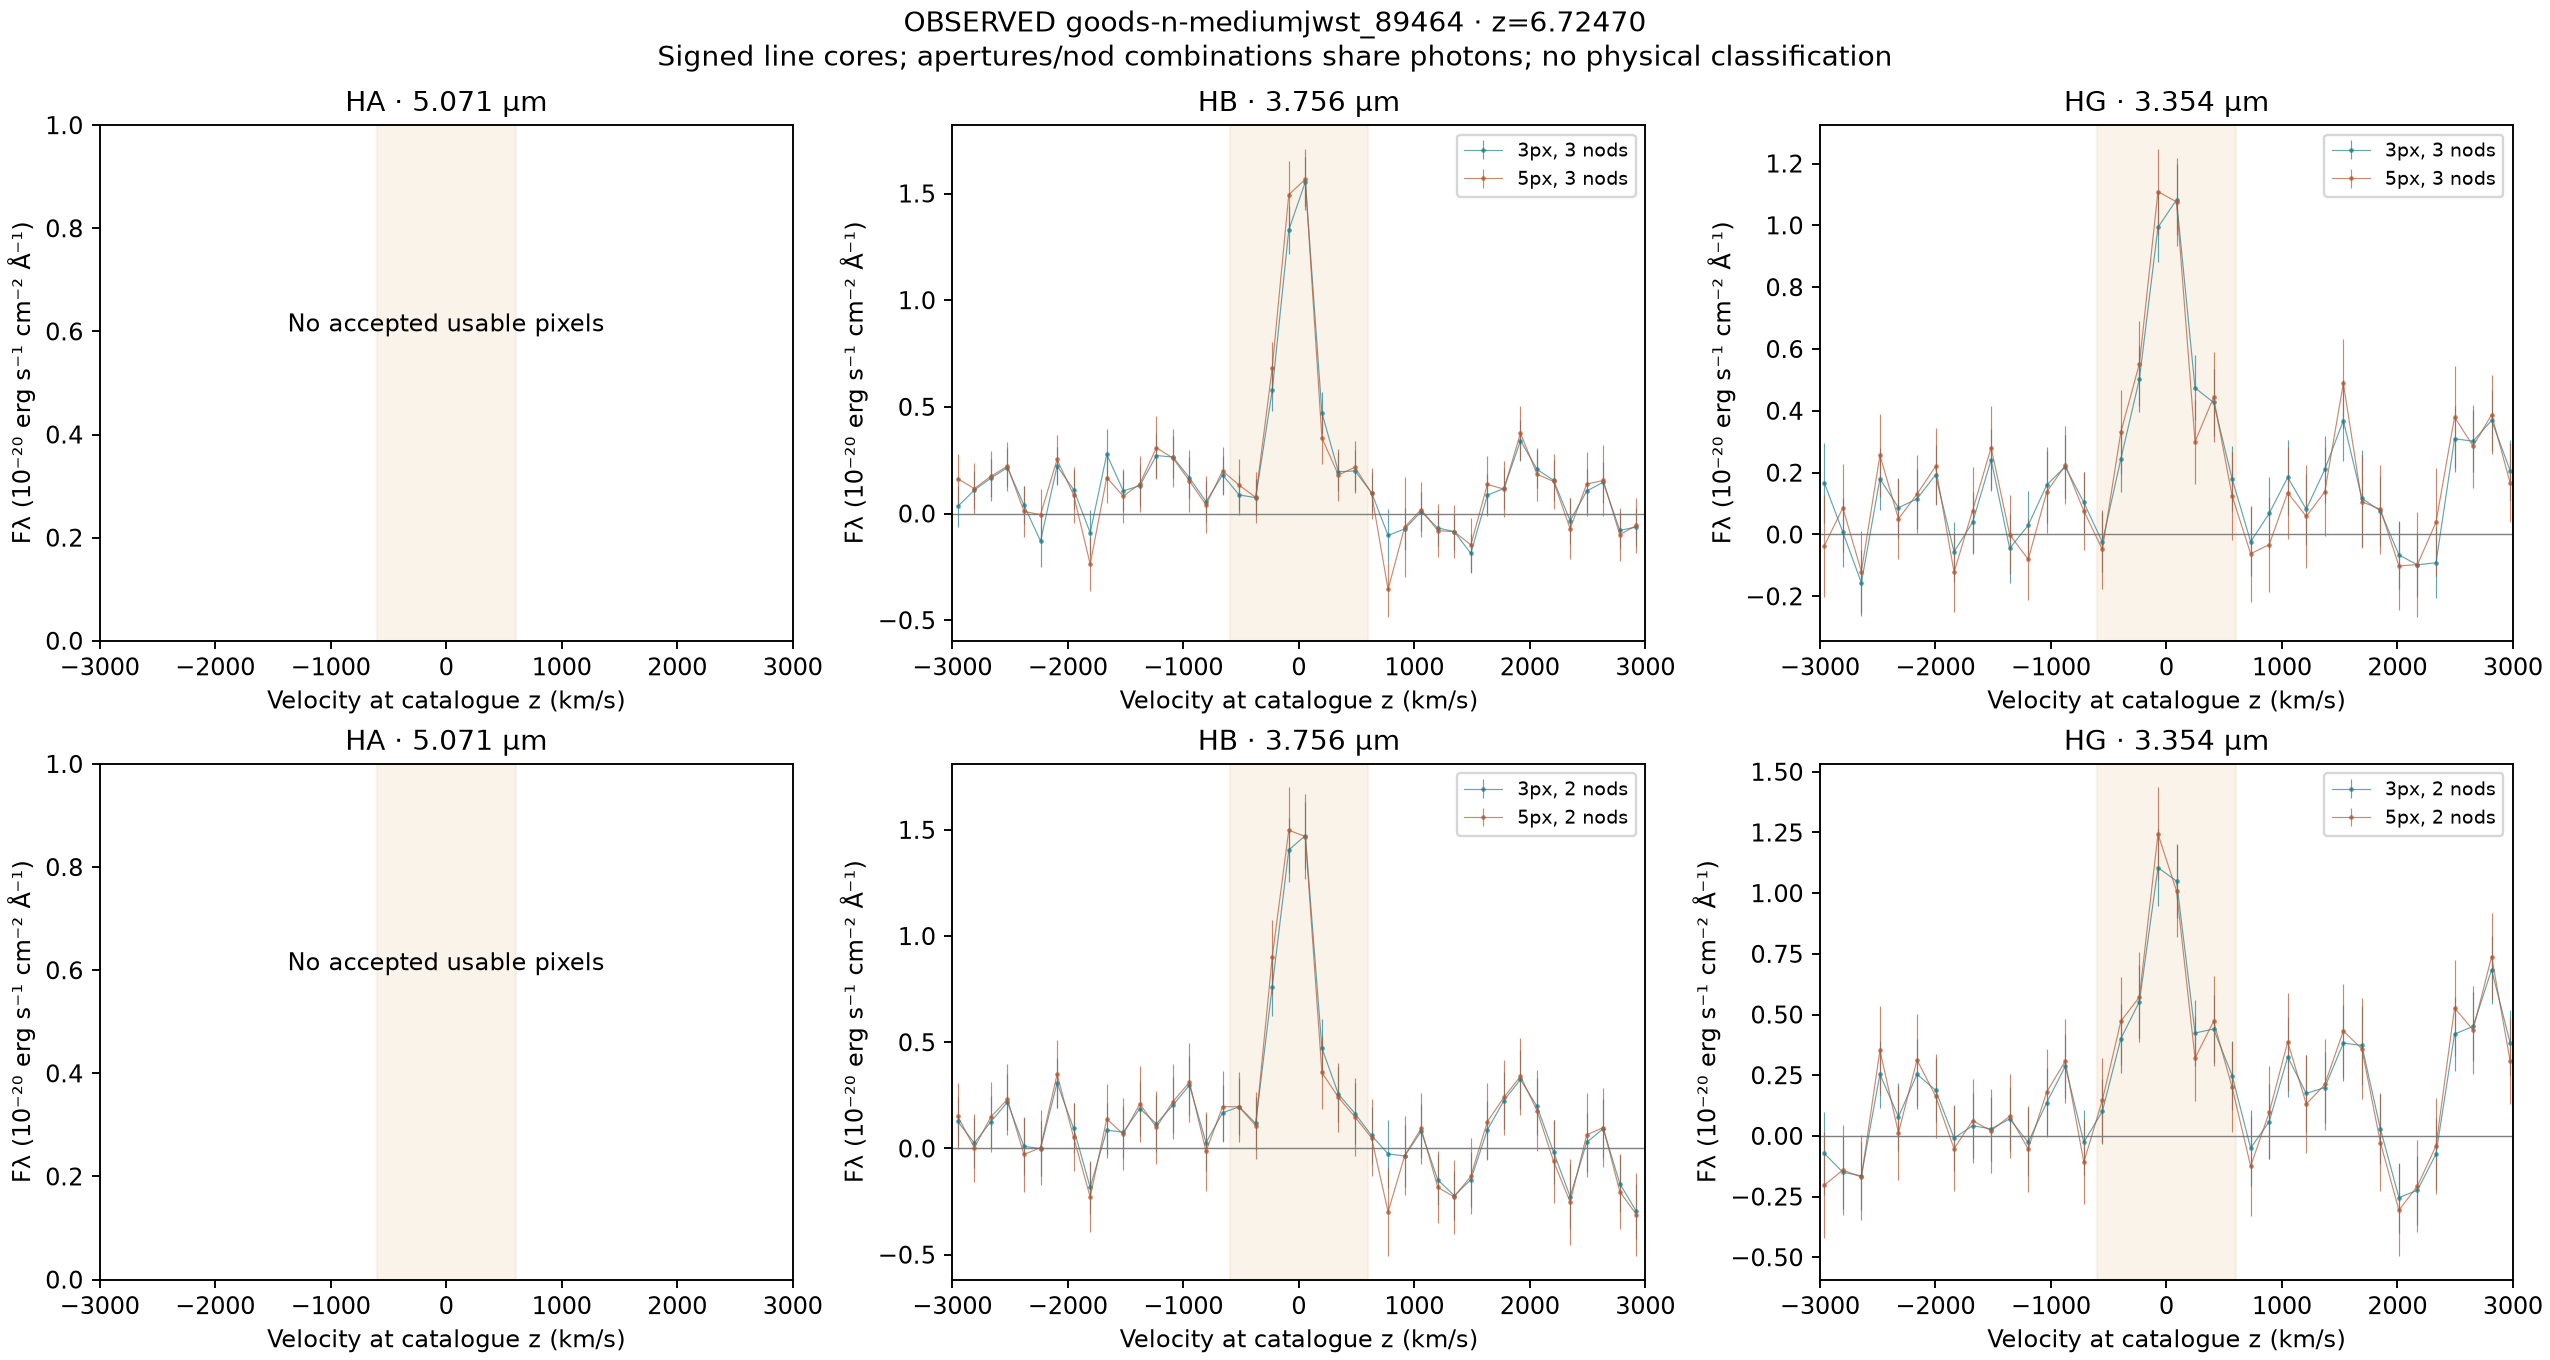 OBSERVED goods-n-mediumjwst_89464 · z=6.72470
Signed line cores; apertures/nod combinations share photons; no physical classification
HA · 5.071 μm
Fλ (10⁻²⁰ erg s⁻¹ cm⁻² Å⁻¹)
1.0
0.8
0.6
0.4
0.2
0.0
No accepted usable pixels
−3000 −2000 −1000 0 1000 2000 3000
Velocity at catalogue z (km/s)
HB · 3.756 μm
Fλ (10⁻²⁰ erg s⁻¹ cm⁻² Å⁻¹)
1.5
1.0
0.5
0.0
−0.5
3px, 3 nods
5px, 3 nods
−3000 −2000 −1000 0 1000 2000 3000
Velocity at catalogue z (km/s)
HG · 3.354 μm
Fλ (10⁻²⁰ erg s⁻¹ cm⁻² Å⁻¹)
1.2
1.0
0.8
0.6
0.4
0.2
0.0
−0.2
3px, 3 nods
5px, 3 nods
−3000 −2000 −1000 0 1000 2000 3000
Velocity at catalogue z (km/s)
HA · 5.071 μm
Fλ (10⁻²⁰ erg s⁻¹ cm⁻² Å⁻¹)
1.0
0.8
0.6
0.4
0.2
0.0
No accepted usable pixels
−3000 −2000 −1000 0 1000 2000 3000
Velocity at catalogue z (km/s)
HB · 3.756 μm
Fλ (10⁻²⁰ erg s⁻¹ cm⁻² Å⁻¹)
1.5
1.0
0.5
0.0
−0.5
3px, 2 nods
5px, 2 nods
−3000 −2000 −1000 0 1000 2000 3000
Velocity at catalogue z (km/s)
HG · 3.354 μm
Fλ (10⁻²⁰ erg s⁻¹ cm⁻² Å⁻¹)
1.50
1.25
1.00
0.75
0.50
0.25
0.00
−0.25
−0.50
3px, 2 nods
5px, 2 nods
−3000 −2000 −1000 0 1000 2000 3000
Velocity at catalogue z (km/s)